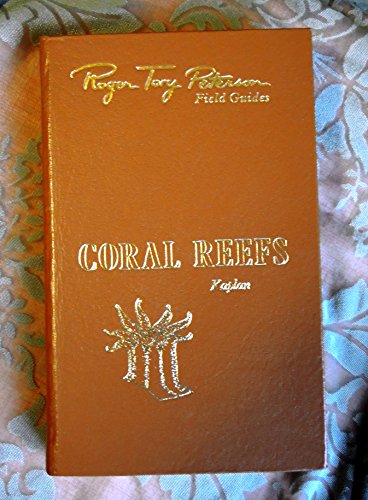 Roger Tory Peterson
Field Guides
CORAL REEFS
Kaplan